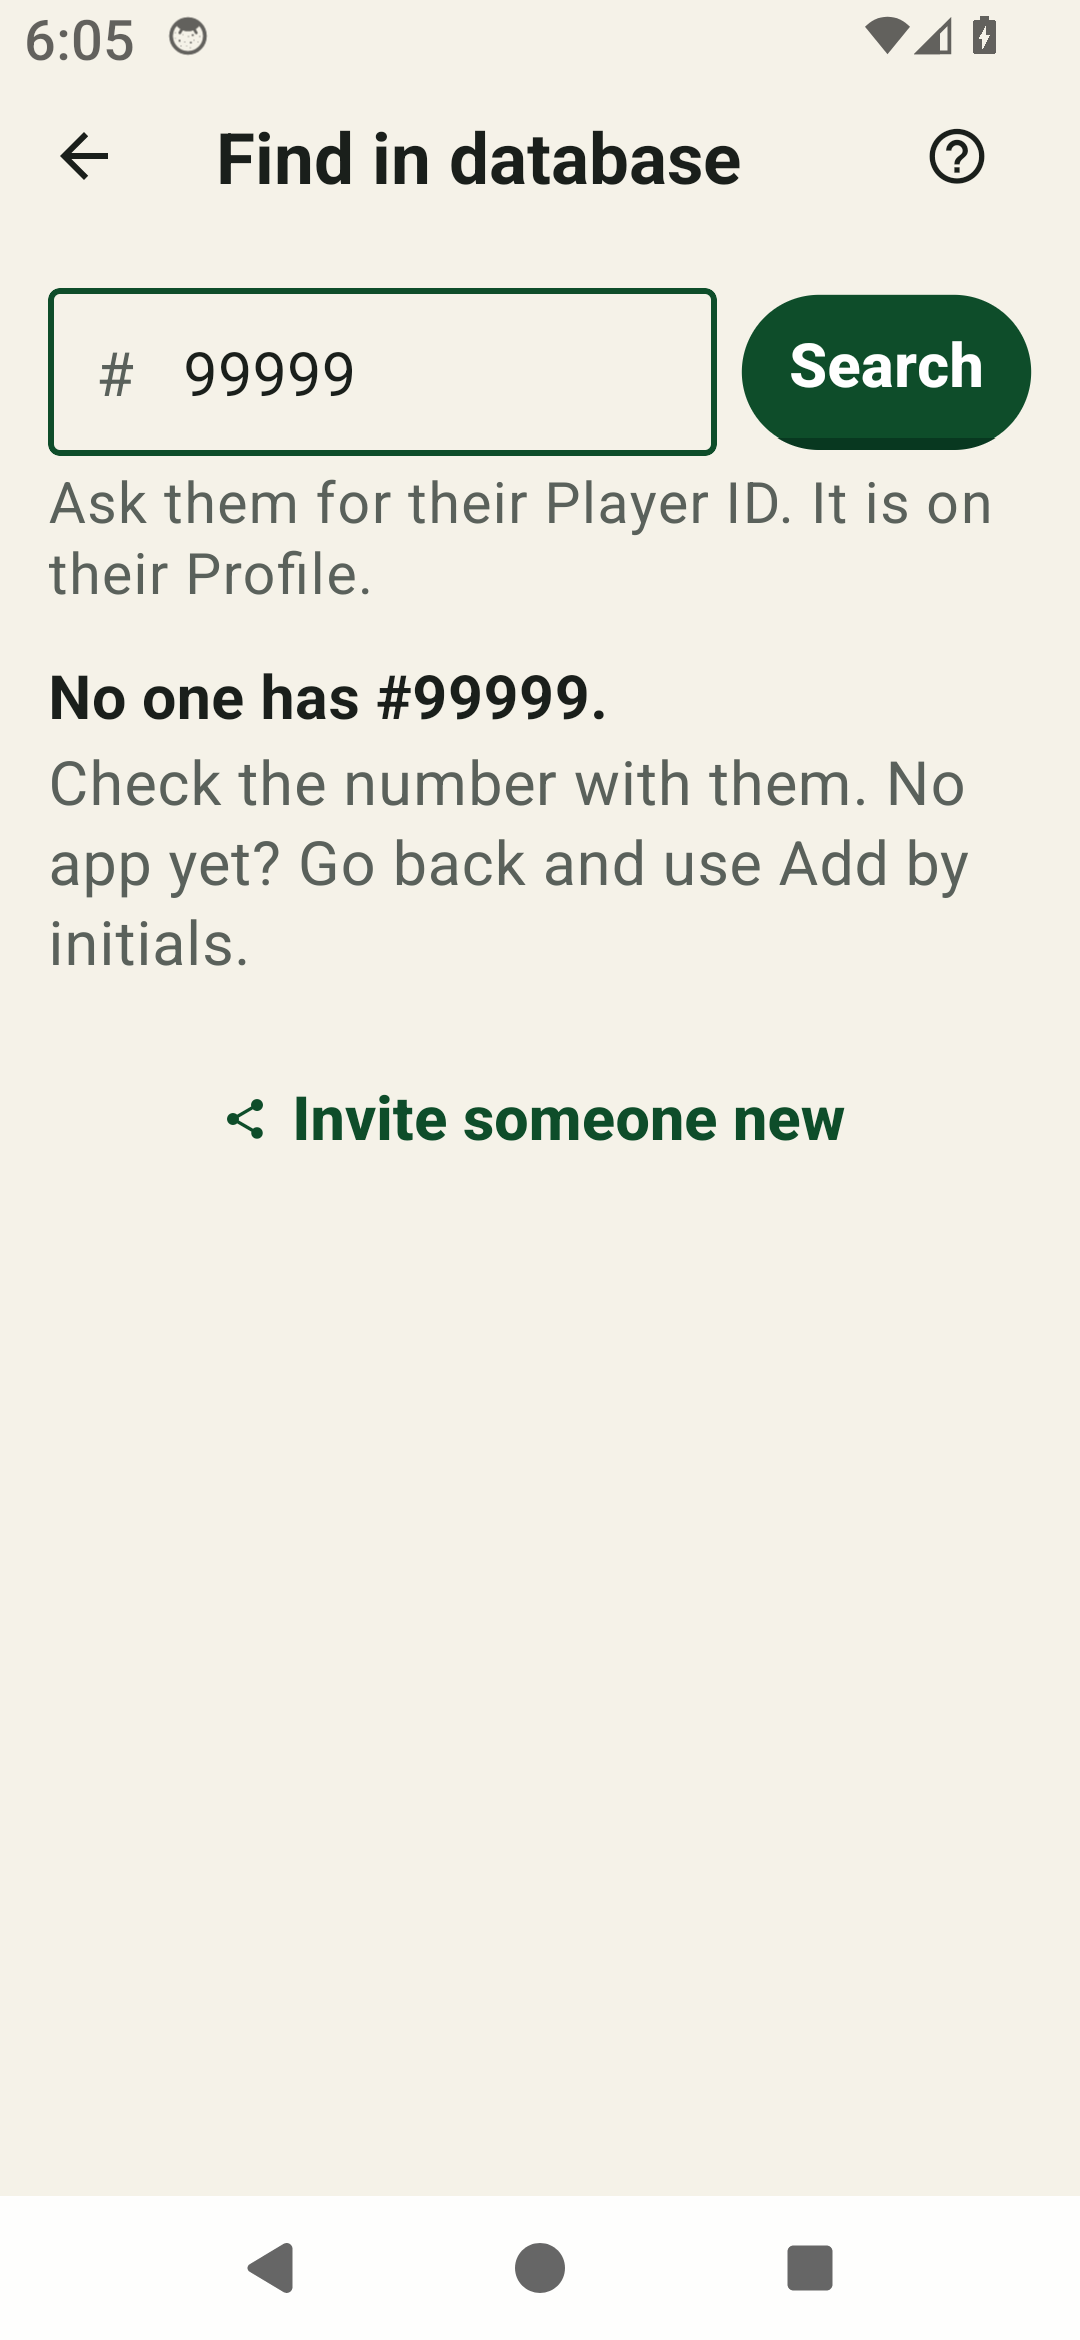 6:05
Find in database
# 99999
Search
Ask them for their Player ID. It is on
their Profile.
No one has #99999.
Check the number with them. No
app yet? Go back and use Add by
initials.
Invite someone new